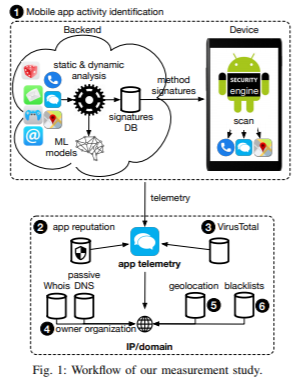 1 Mobile app activity identification
Backend
Device
static & dynamic
analysis
method
signatures
SECURITY
engine
signatures
DB
scan
ML
models
telemetry
2 app reputation
3 VirusTotal
app telemetry
passive
Whois DNS
geolocation
blacklists
5
6
4 owner organization
IP/domain
Fig. 1: Workflow of our measurement study.